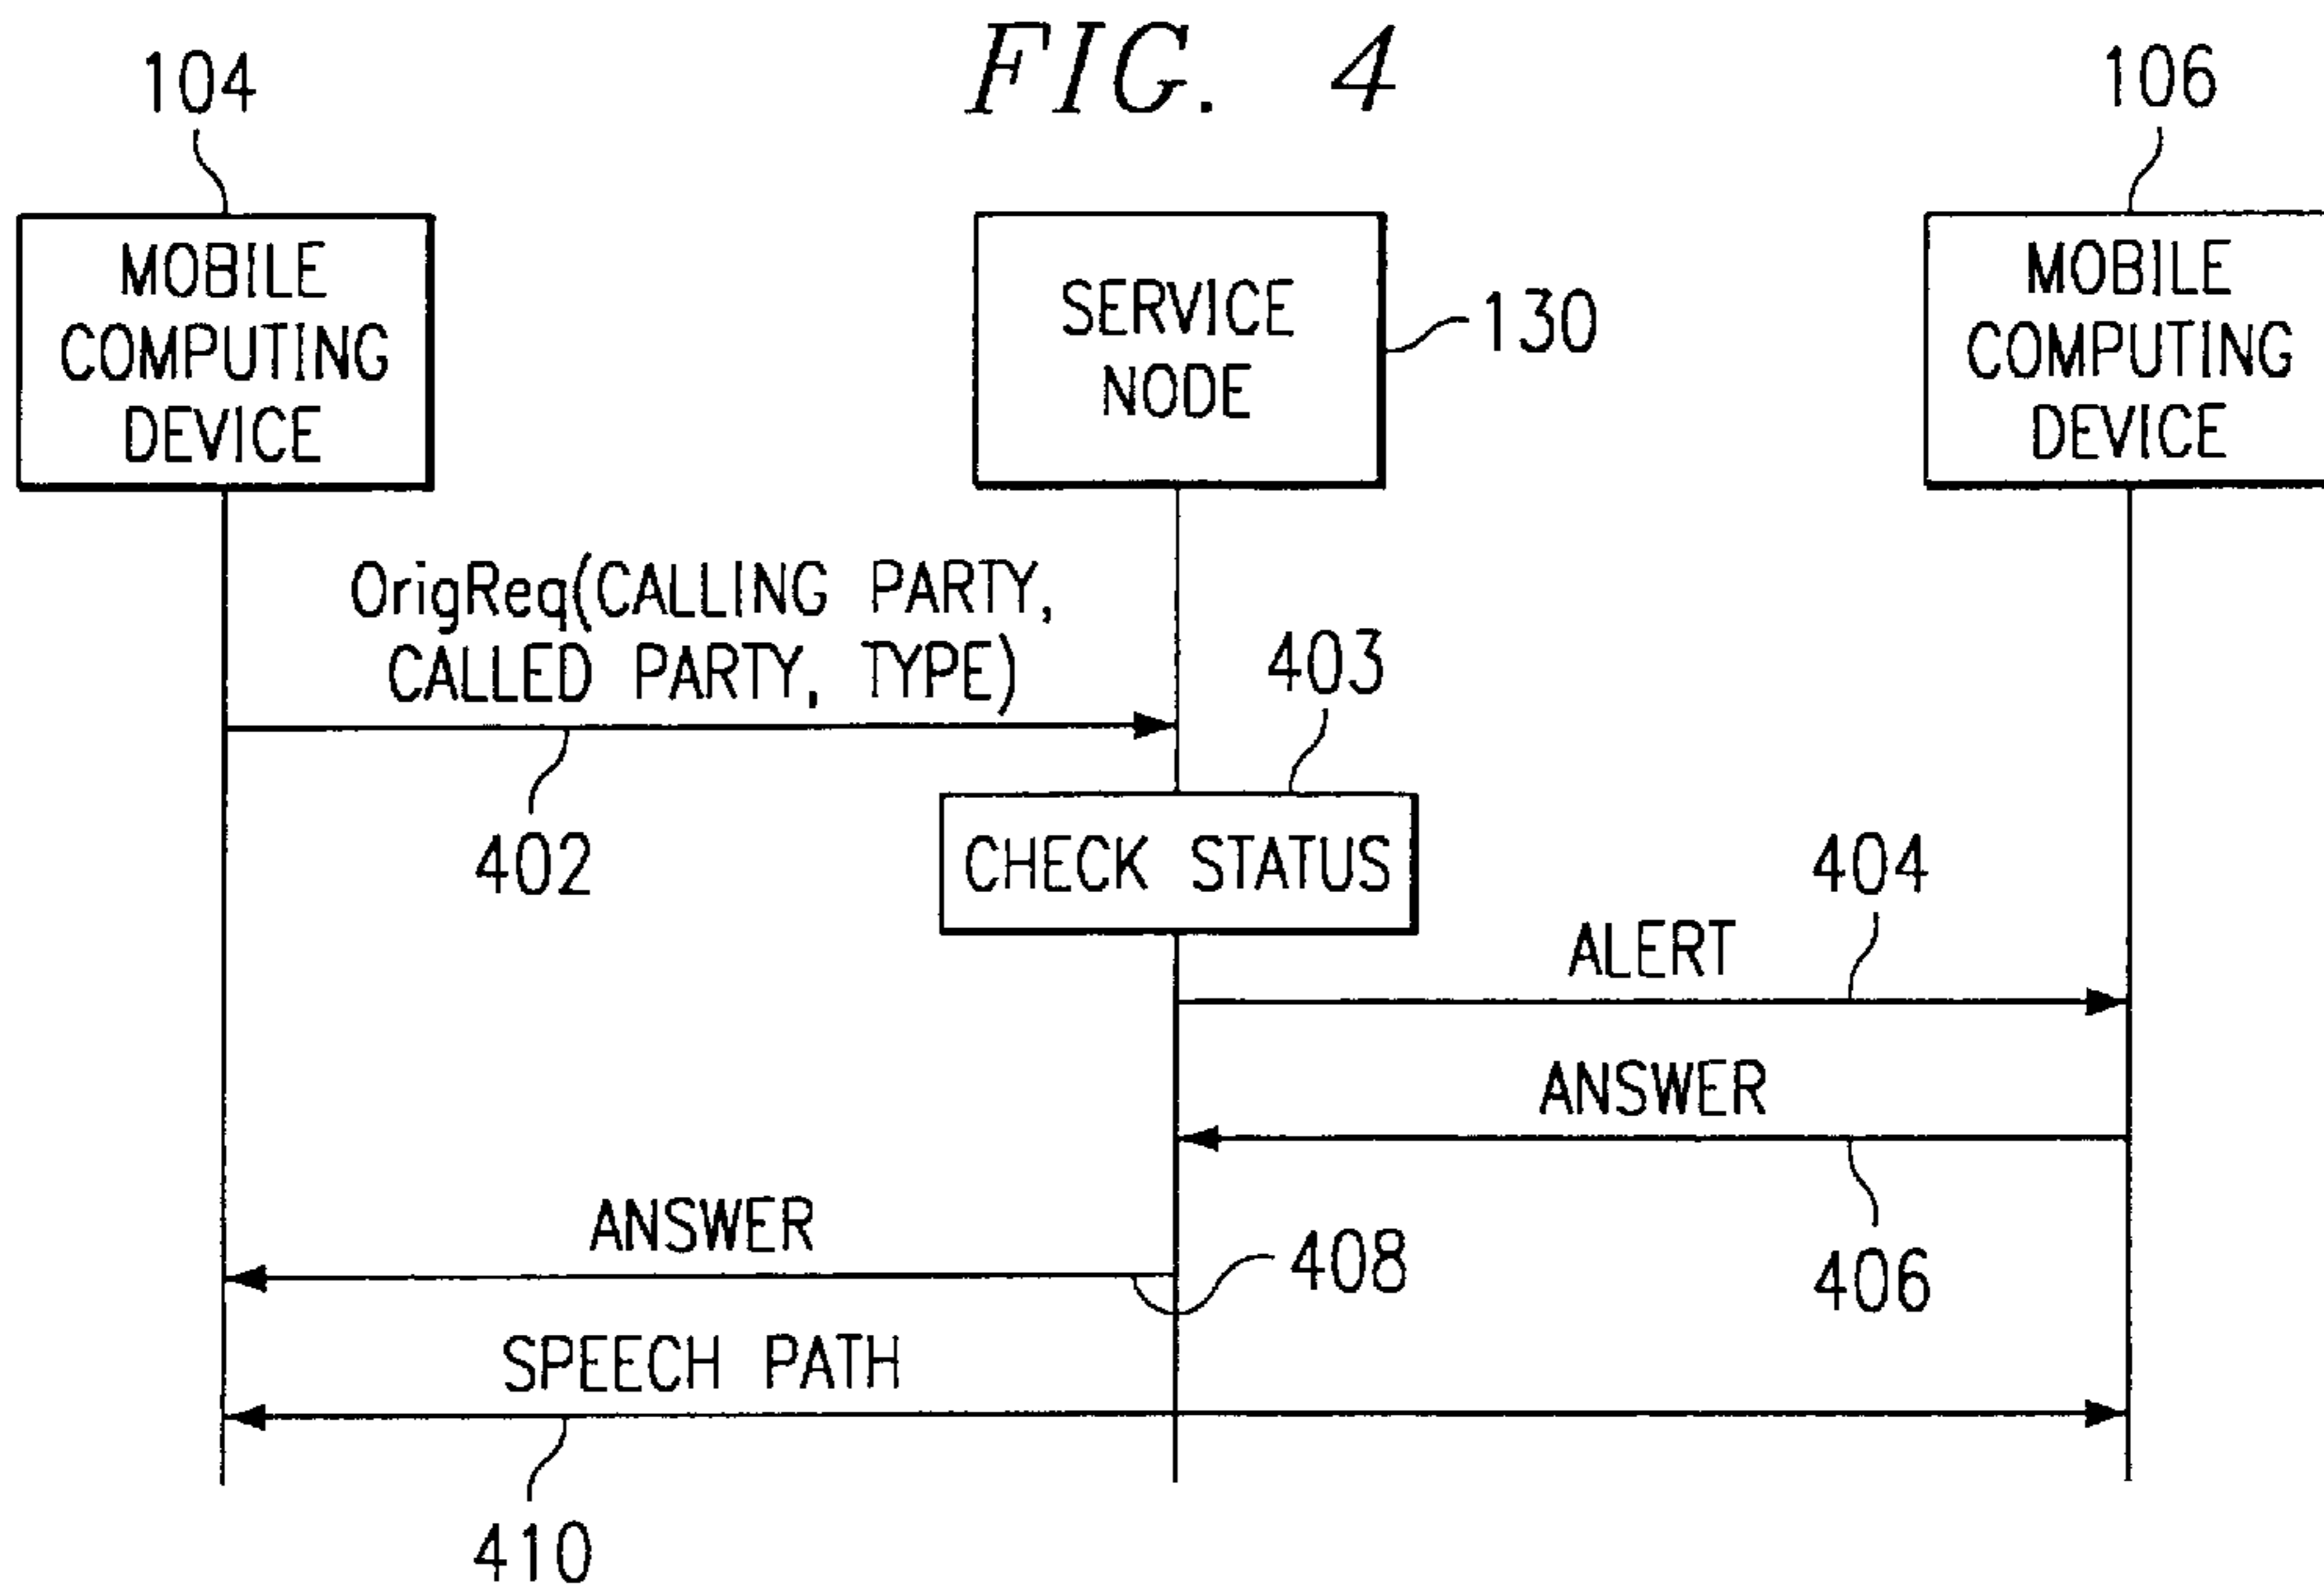 FIG. 4
104
106
MOBILE
COMPUTING
DEVICE
SERVICE
NODE
130
MOBILE
COMPUTING
DEVICE
OrigReq(CALLING PARTY,
CALLED PARTY, TYPE)
402
403
CHECK STATUS
404
ALERT
ANSWER
406
ANSWER
408
SPEECH PATH
410